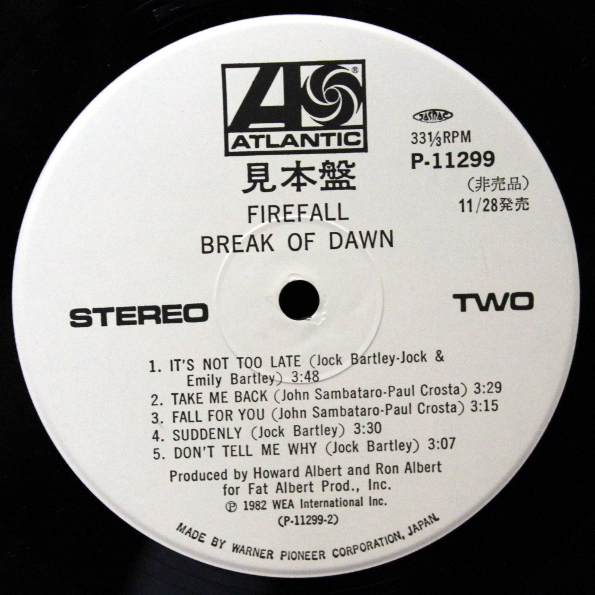 ATLANTIC
®
見本盤
JASRAC
33⅓RPM
P-11299
(非売品)
11/28発売
FIREFALL
BREAK OF DAWN
STEREO
TWO
1. IT'S NOT TOO LATE (Jock Bartley-Jock &
Emily Bartley) 3:48
2. TAKE ME BACK (John Sambataro-Paul Crosta) 3:29
3. FALL FOR YOU (John Sambataro-Paul Crosta) 3:15
4. SUDDENLY (Jock Bartley) 3:30
5. DON'T TELL ME WHY (Jock Bartley) 3:07
Produced by Howard Albert and Ron Albert
for Fat Albert Prod., Inc.
℗ 1982 WEA International Inc.
(P-11299-2)
MADE BY WARNER PIONEER CORPORATION, JAPAN.